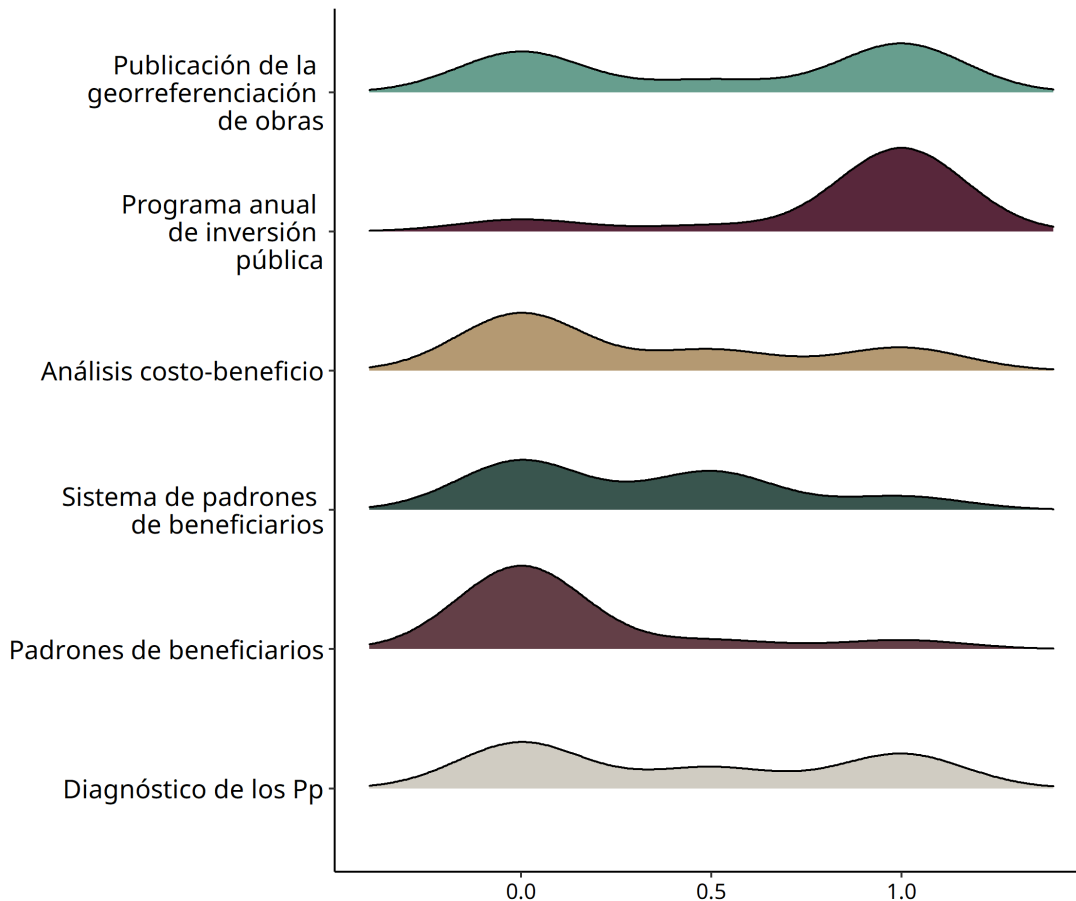 Publicación de la
georreferenciación
de obras
Programa anual
de inversión
pública
Análisis costo-beneficio
Sistema de padrones
de beneficiarios
Padrones de beneficiarios
Diagnóstico de los Pp
0.0
0.5
1.0